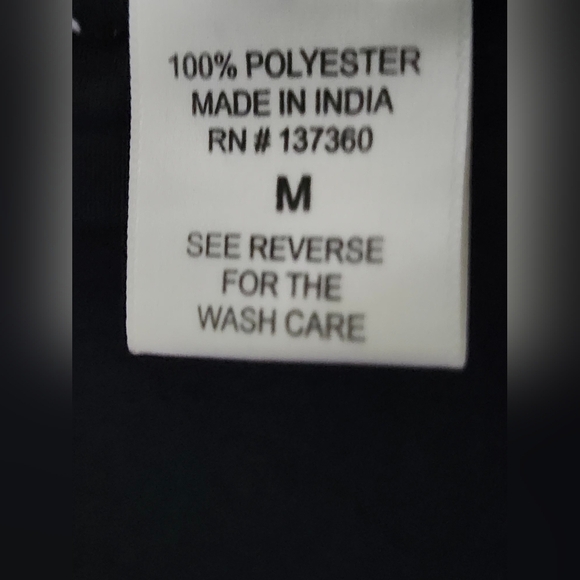 100% POLYESTER
MADE IN INDIA
RN # 137360
M
SEE REVERSE
FOR THE
WASH CARE